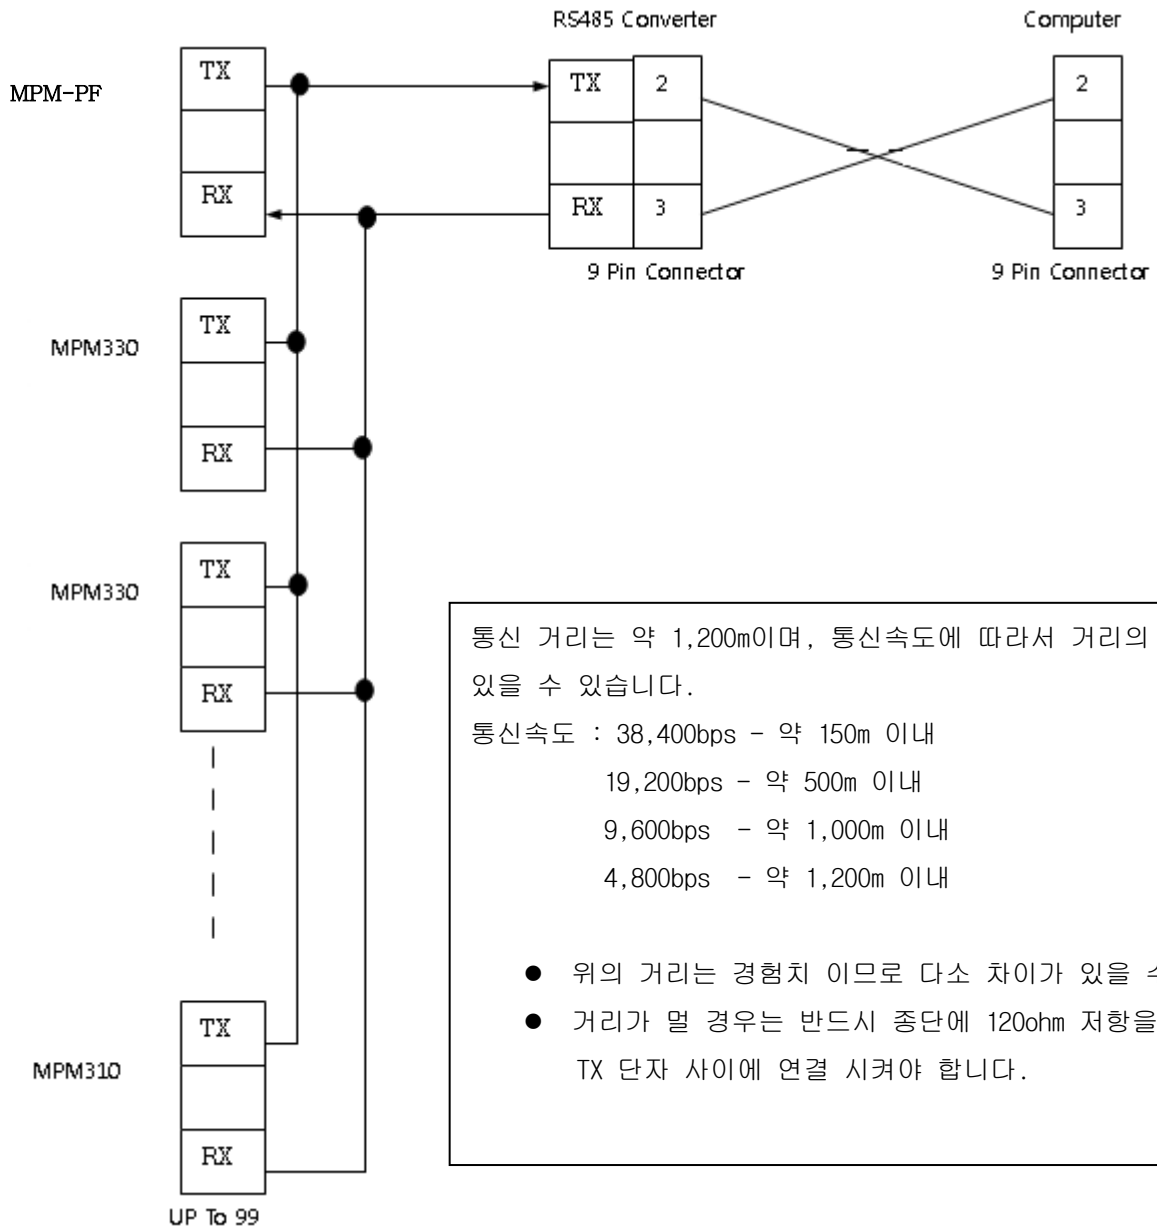 RS485 Converter
Computer
MPM-PF
TX
RX
TX 2
RX 3
2
3
9 Pin Connector
9 Pin Connector
MPM330
TX
RX
MPM330
TX
RX
통신 거리는 약 1,200m이며, 통신속도에 따라서 거리의
있을 수 있습니다.
통신속도 : 38,400bps - 약 150m 이내
19,200bps - 약 500m 이내
9,600bps - 약 1,000m 이내
4,800bps - 약 1,200m 이내
● 위의 거리는 경험치 이므로 다소 차이가 있을
● 거리가 멀 경우는 반드시 종단에 120ohm 저항을
TX 단자 사이에 연결 시켜야 합니다.
MPM310
TX
RX
UP To 99